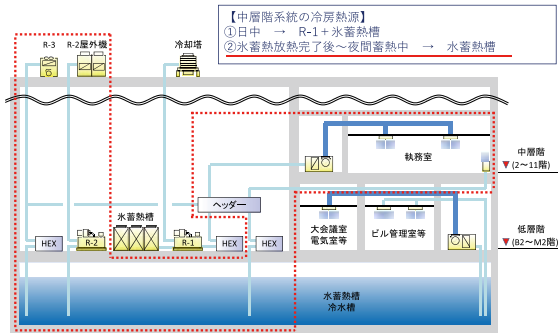 【中層階系統の冷房熱源】
①日中　→　R-1＋氷蓄熱槽
②氷蓄熱放熱完了後～夜間蓄熱中　→　水蓄熱槽
R-3
R-2屋外機
冷却塔
執務室
中層階
▼(2～11階)
ヘッダー
氷蓄熱槽
HEX
R-2
R-1
HEX
HEX
大会議室
電気室等
ビル管理室等
低層階
▼(B2～M2階)
水蓄熱槽
冷水槽